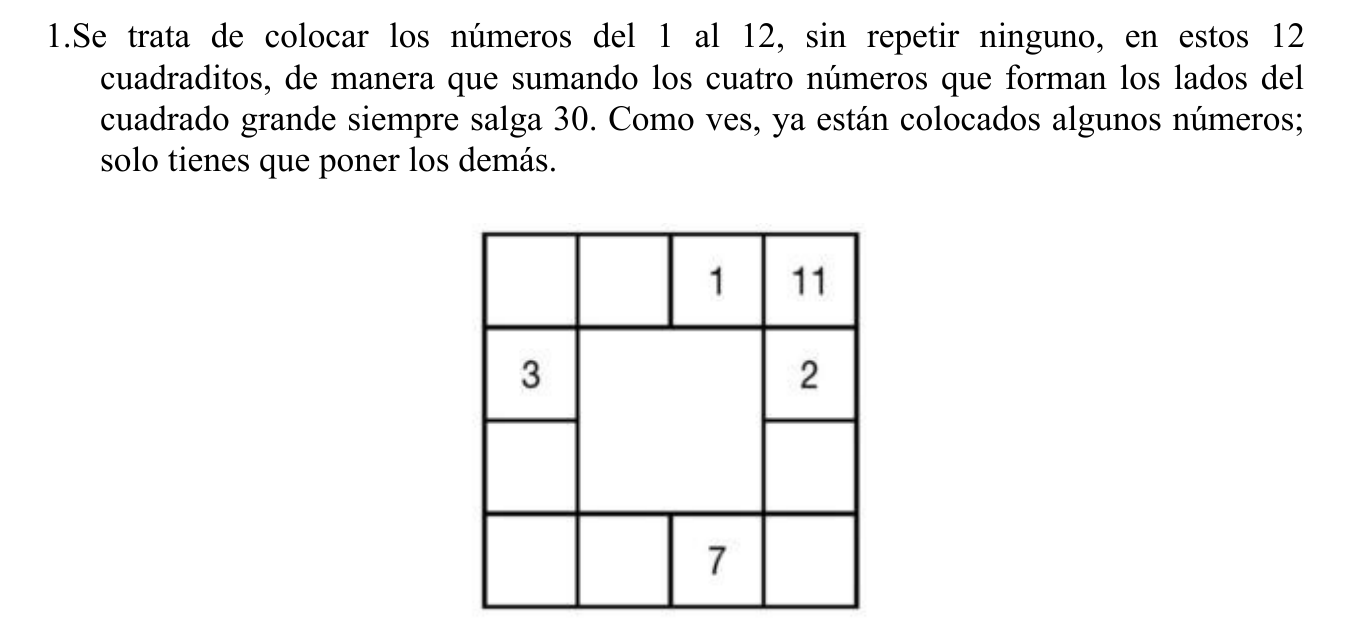 1.Se trata de colocar los números del 1 al 12, sin repetir ninguno, en estos 12
cuadraditos, de manera que sumando los cuatro números que forman los lados del
cuadrado grande siempre salga 30. Como ves, ya están colocados algunos números;
solo tienes que poner los demás.
1 11
3 2
7